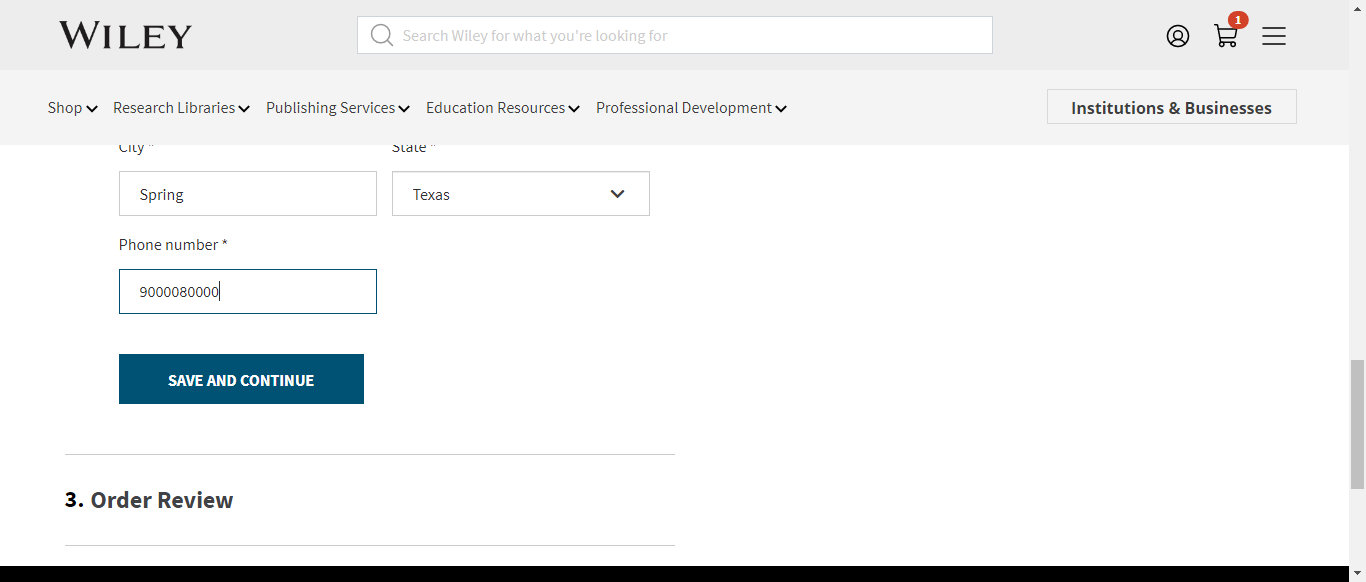 WILEY
Search Wiley for what you're looking for
1
Shop Research Libraries Publishing Services Education Resources Professional Development
Institutions & Businesses
City * State *
Spring Texas
Phone number *
9000080000
SAVE AND CONTINUE
3. Order Review